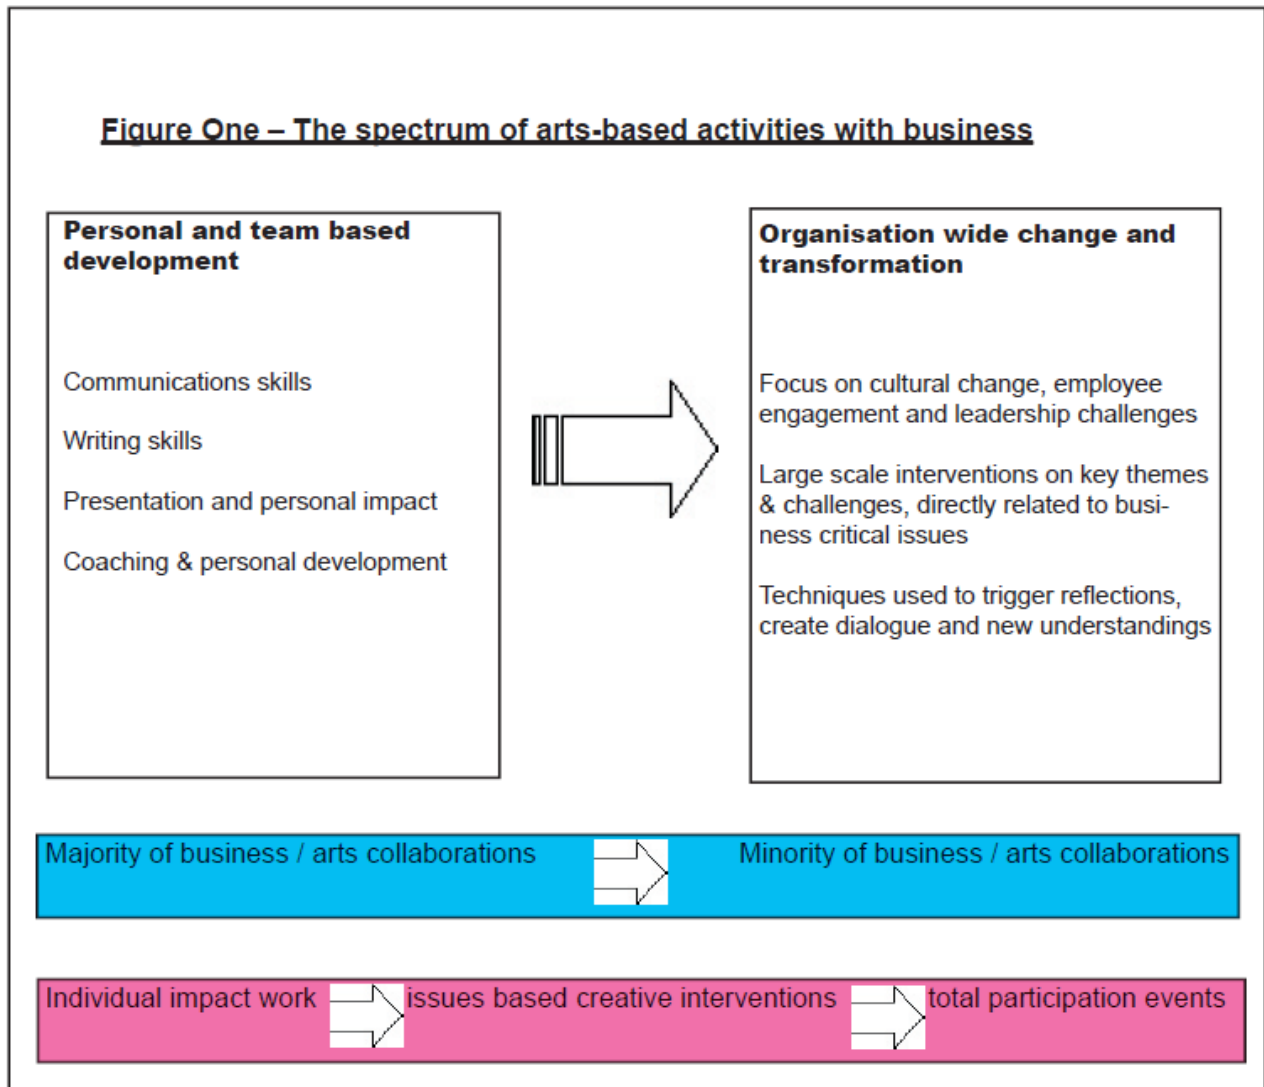 Figure One – The spectrum of arts-based activities with business
Personal and team based
development
Communications skills
Writing skills
Presentation and personal impact
Coaching & personal development
Organisation wide change and
transformation
Focus on cultural change, employee
engagement and leadership challenges
Large scale interventions on key themes
& challenges, directly related to busi-
ness critical issues
Techniques used to trigger reflections,
create dialogue and new understandings
Majority of business / arts collaborations
Minority of business / arts collaborations
Individual impact work
issues based creative interventions
total participation events